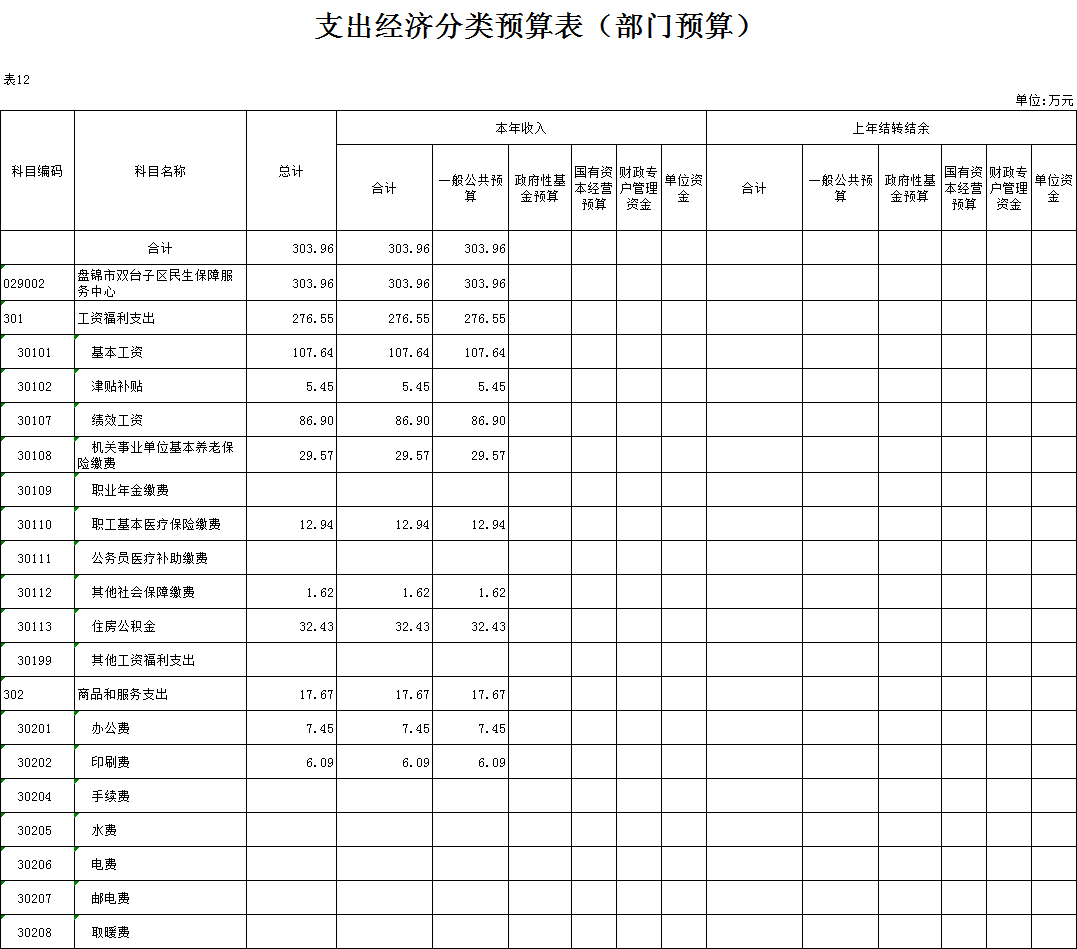 支出经济分类预算表（部门预算）
表12
单位:万元
科目编码 科目名称 总计 本年收入 上年结转结余
合计 一般公共预算 政府性基金预算 国有资本经营预算 财政专户管理资金 单位资金 合计 一般公共预算 政府性基金预算 国有资本经营预算 财政专户管理资金 单位资金
合计 303.96 303.96 303.96
029002 盘锦市双台子区民生保障服务中心 303.96 303.96 303.96
301 工资福利支出 276.55 276.55 276.55
30101 基本工资 107.64 107.64 107.64
30102 津贴补贴 5.45 5.45 5.45
30107 绩效工资 86.90 86.90 86.90
30108 机关事业单位基本养老保险缴费 29.57 29.57 29.57
30109 职业年金缴费
30110 职工基本医疗保险缴费 12.94 12.94 12.94
30111 公务员医疗补助缴费
30112 其他社会保障缴费 1.62 1.62 1.62
30113 住房公积金 32.43 32.43 32.43
30199 其他工资福利支出
302 商品和服务支出 17.67 17.67 17.67
30201 办公费 7.45 7.45 7.45
30202 印刷费 6.09 6.09 6.09
30204 手续费
30205 水费
30206 电费
30207 邮电费
30208 取暖费